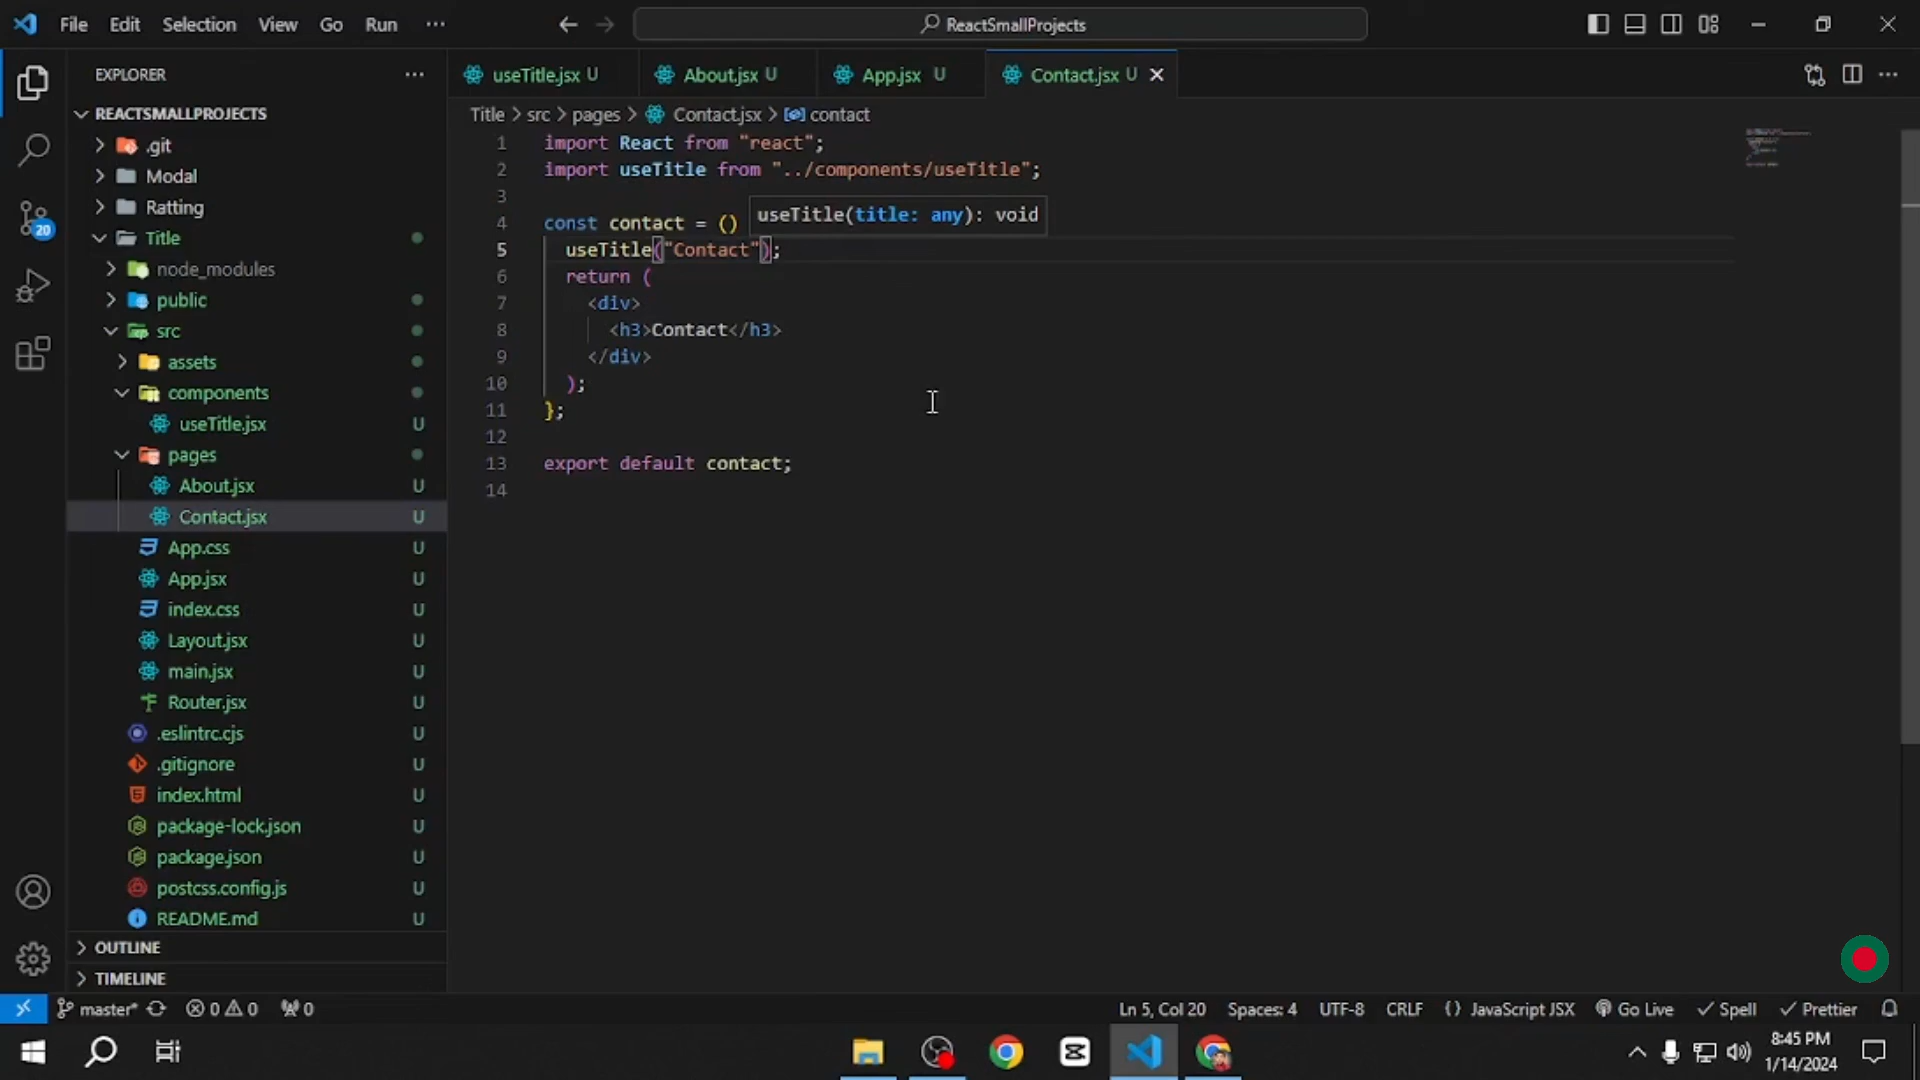 File Edit Selection View Go Run ···
ReactSmallProjects
EXPLORER ···
useTitle.jsx U
About.jsx U
App.jsx U
Contact.jsx U
Title > src > pages > Contact.jsx > contact
REACTSMALLPROJECTS
.git
Modal
Ratting
Title
node_modules
public
src
assets
components
useTitle.jsx U
pages
About.jsx U
Contact.jsx U
App.css U
App.jsx U
index.css U
Layout.jsx U
main.jsx U
Router.jsx U
.eslintrc.cjs U
.gitignore U
index.html U
package-lock.json U
package.json U
postcss.config.js U
README.md U
OUTLINE
TIMELINE
20
1 import React from "react";
2 import useTitle from "../components/useTitle";
3
useTitle(title: any): void
4 const contact = ()
5 useTitle("Contact");
6 return (
7 <div>
8 <h3>Contact</h3>
9 </div>
10 );
11 };
12
13 export default contact;
14
master* 0 0 0
Ln 5, Col 20 Spaces: 4 UTF-8 CRLF {} JavaScript JSX Go Live Spell Prettier
8:45 PM
1/14/2024